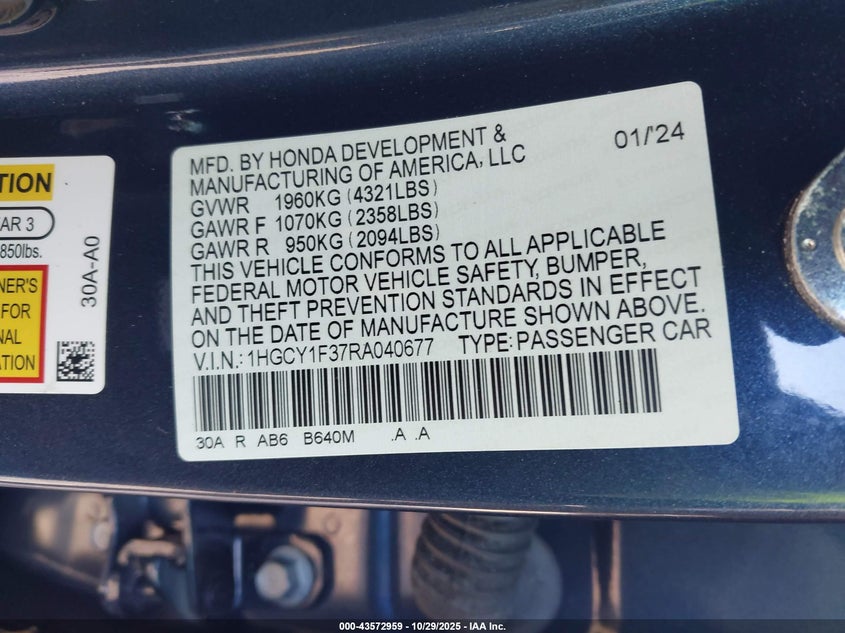 TION
AR 3
850lbs.
NER'S
FOR
NAL
ATION
30A-A0
MFD. BY HONDA DEVELOPMENT & 01/'24
MANUFACTURING OF AMERICA, LLC
GVWR 1960KG (4321LBS)
GAWR F 1070KG (2358LBS)
GAWR R 950KG (2094LBS)
THIS VEHICLE CONFORMS TO ALL APPLICABLE
FEDERAL MOTOR VEHICLE SAFETY, BUMPER,
AND THEFT PREVENTION STANDARDS IN EFFECT
ON THE DATE OF MANUFACTURE SHOWN ABOVE.
V.I.N.: 1HGCY1F37RA040677 TYPE: PASSENGER CAR
30A R AB6 B640M .A .A
000-43572959 - 10/29/2025 - IAA Inc.